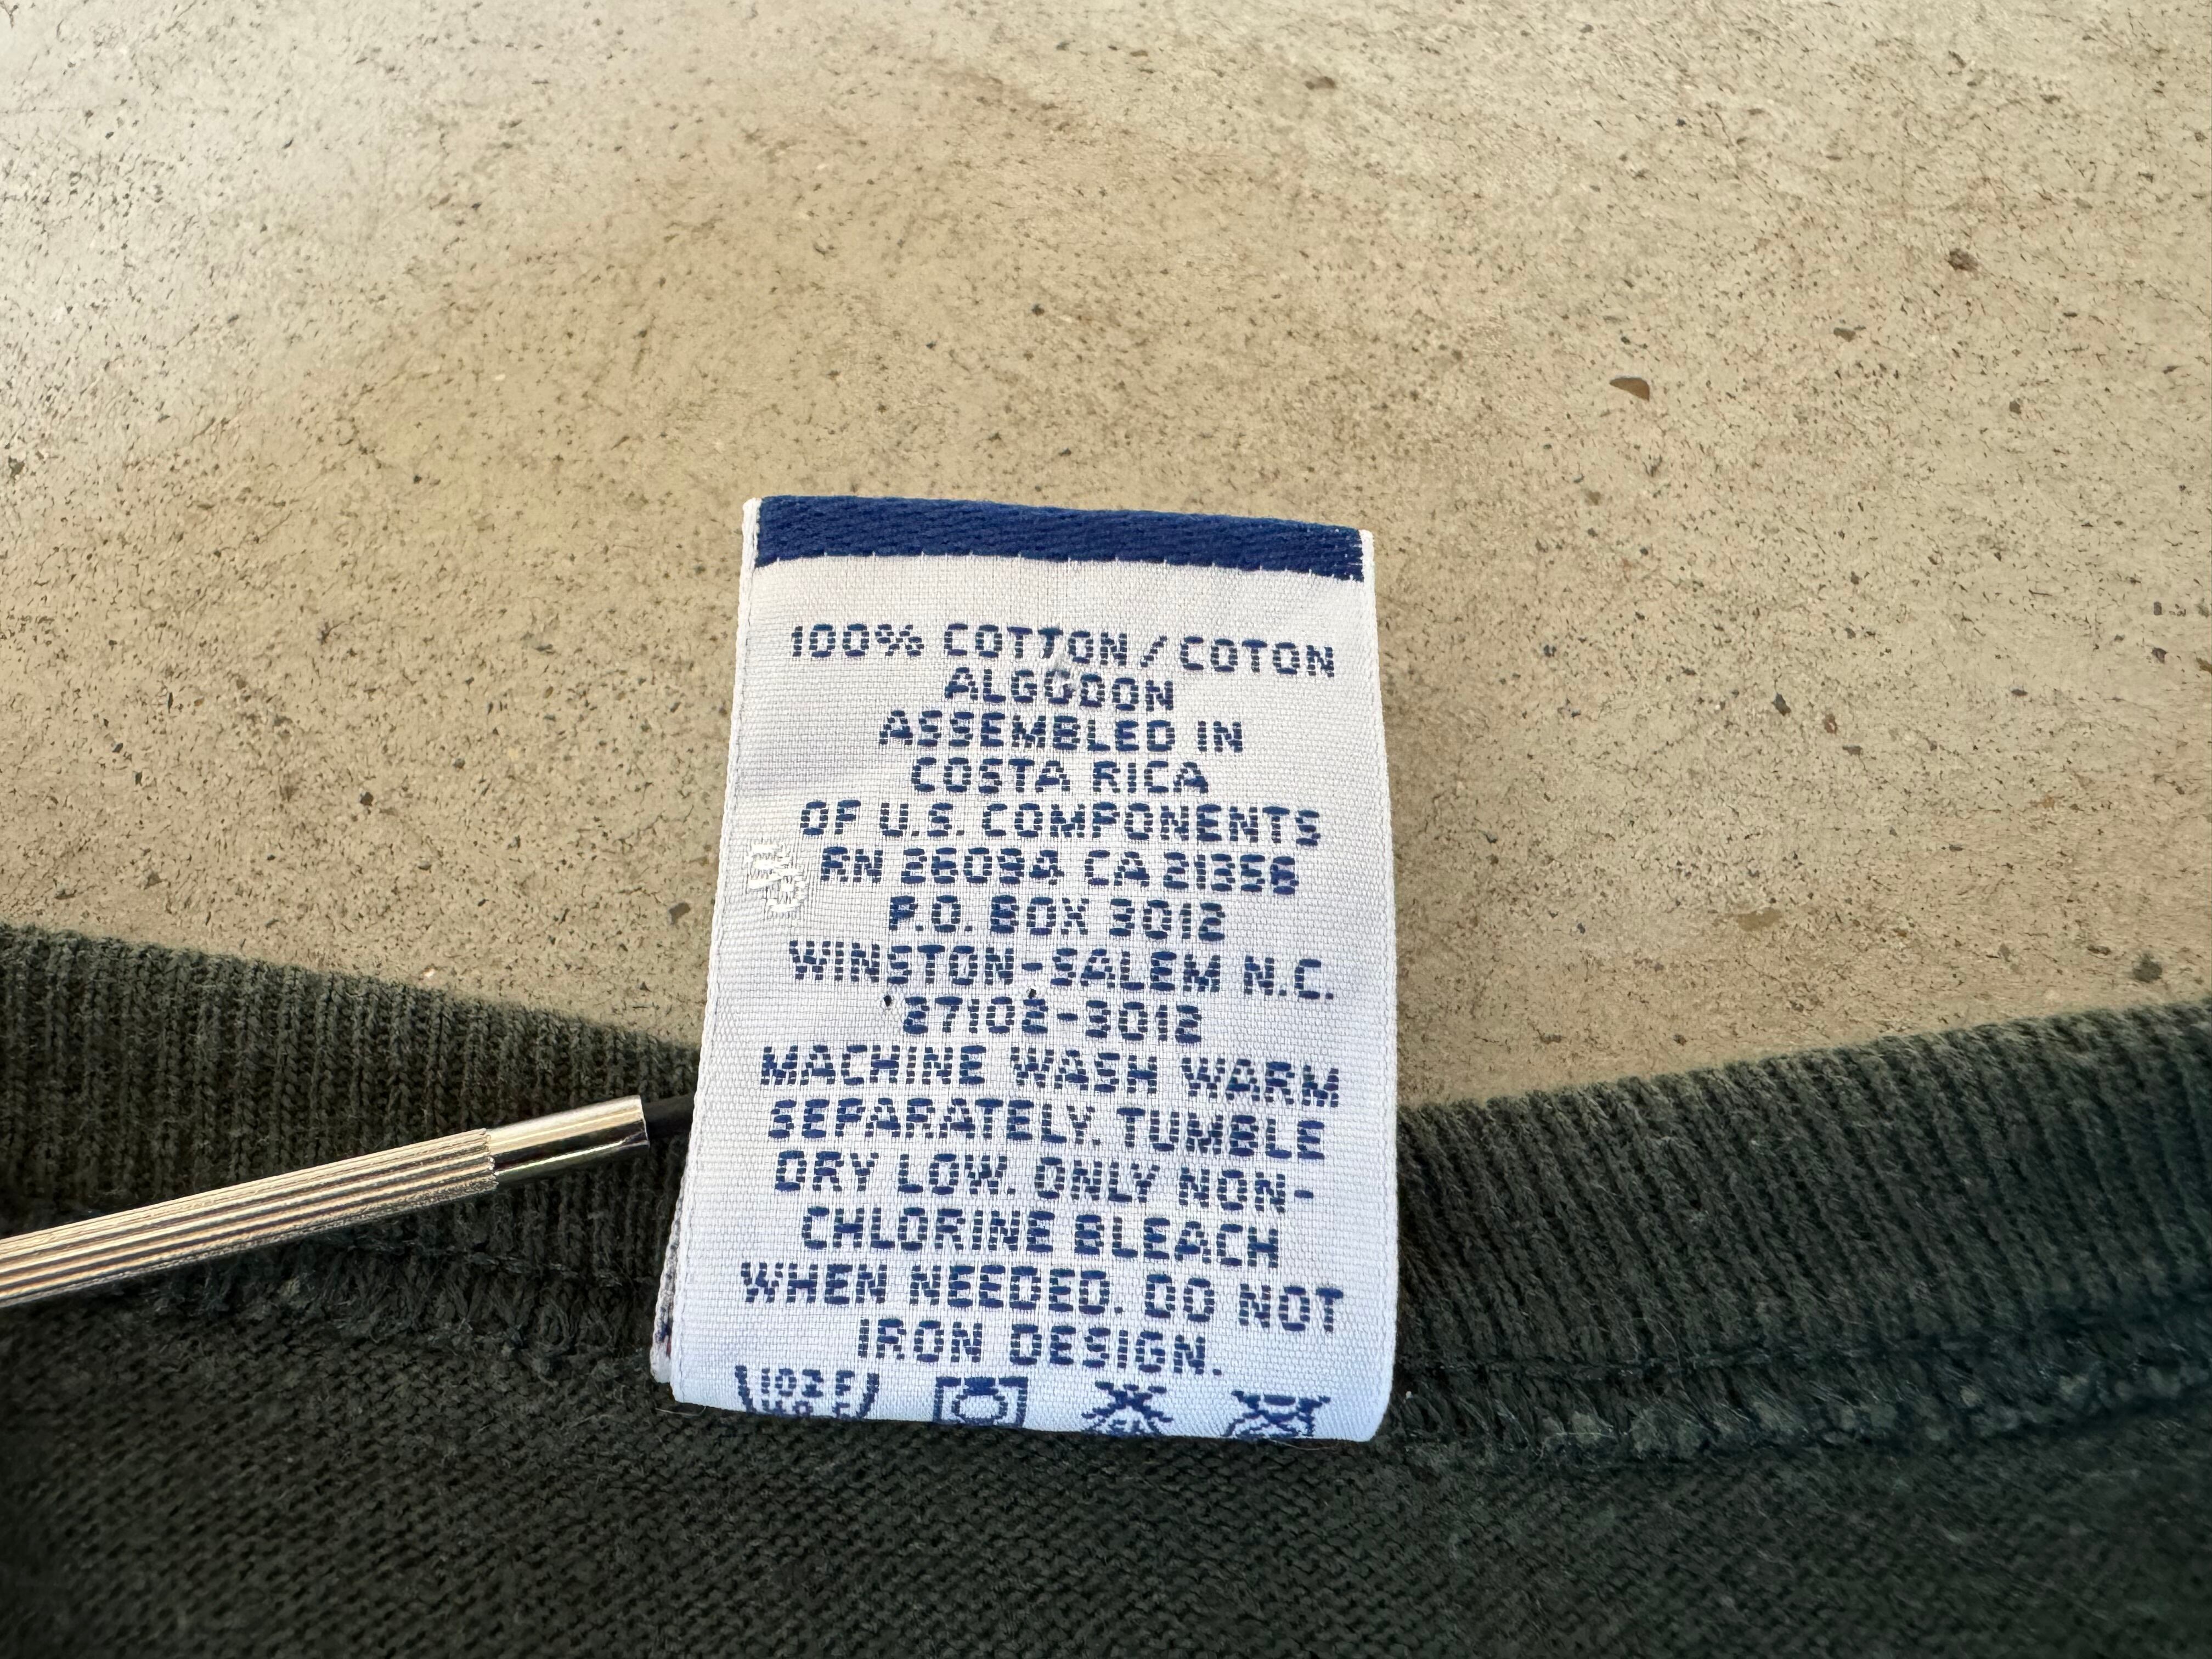 100% COTTON/COTON
ALGODON
ASSEMBLED IN
COSTA RICA
OF U.S. COMPONENTS
RN 26094 CA 21356
P.O. BOX 3012
WINSTON-SALEM N.C.
27102-3012
MACHINE WASH WARM
SEPARATELY. TUMBLE
DRY LOW. ONLY NON-
CHLORINE BLEACH
WHEN NEEDED. DO NOT
IRON DESIGN.
102 F